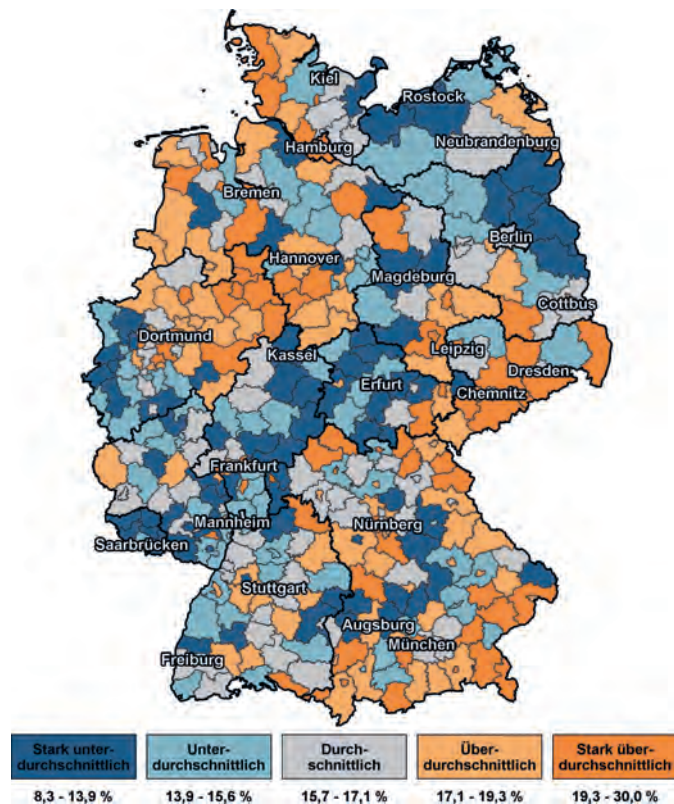 Kiel
Rostock
Hamburg
Neubrandenburg
Bremen
Berlin
Hannover
Magdeburg
Cottbus
Dortmund
Kassel
Leipzig
Erfurt
Dresden
Chemnitz
Frankfurt
Mannheim
Nürnberg
Saarbrücken
Stuttgart
Augsburg
München
Freiburg
Stark unter-
durchschnittlich
Unter-
durchschnittlich
Durch-
schnittlich
Über-
durchschnittlich
Stark über-
durchschnittlich
8,3 - 13,9 %
13,9 - 15,6 %
15,7 - 17,1 %
17,1 - 19,3 %
19,3 - 30,0 %